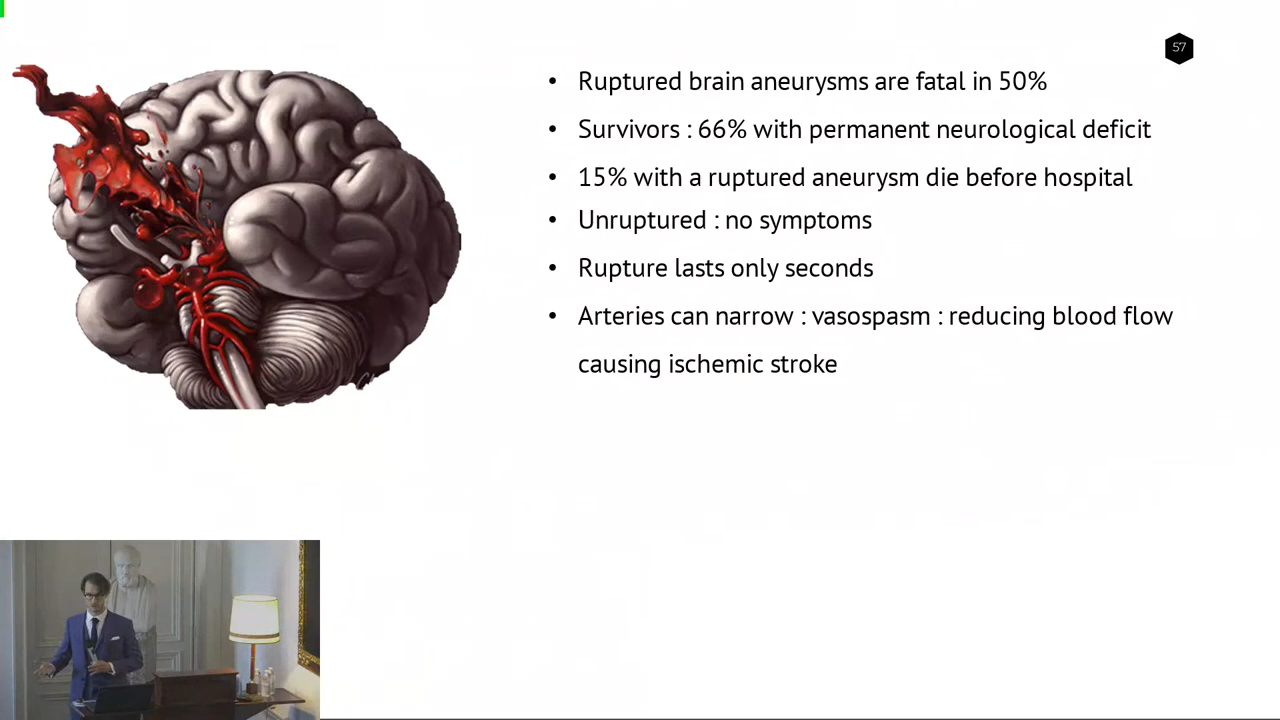 57
• Ruptured brain aneurysms are fatal in 50%
• Survivors : 66% with permanent neurological deficit
• 15% with a ruptured aneurysm die before hospital
• Unruptured : no symptoms
• Rupture lasts only seconds
• Arteries can narrow : vasospasm : reducing blood flow
causing ischemic stroke